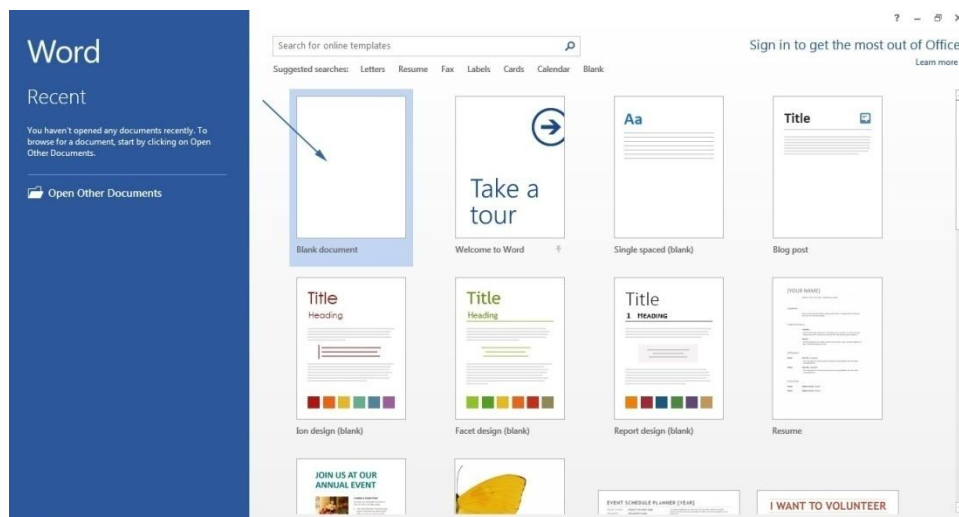 ? – ×
Word
Search for online templates
Sign in to get the most out of Office
Learn more
Suggested searches: Letters Resume Fax Labels Cards Calendar Blank
Recent
You haven't opened any documents recently. To
browse for a document, start by clicking on Open
Other Documents.
Open Other Documents
Take a
tour
Aa
Title
Blank document
Welcome to Word
Single spaced (blank)
Blog post
Title
Heading
Title
Heading
Title
1 HEADING
[YOUR NAME]
Ion design (blank)
Facet design (blank)
Report design (blank)
Resume
JOIN US AT OUR
ANNUAL EVENT
EVENT SCHEDULE PLANNER [YEAR]
I WANT TO VOLUNTEER